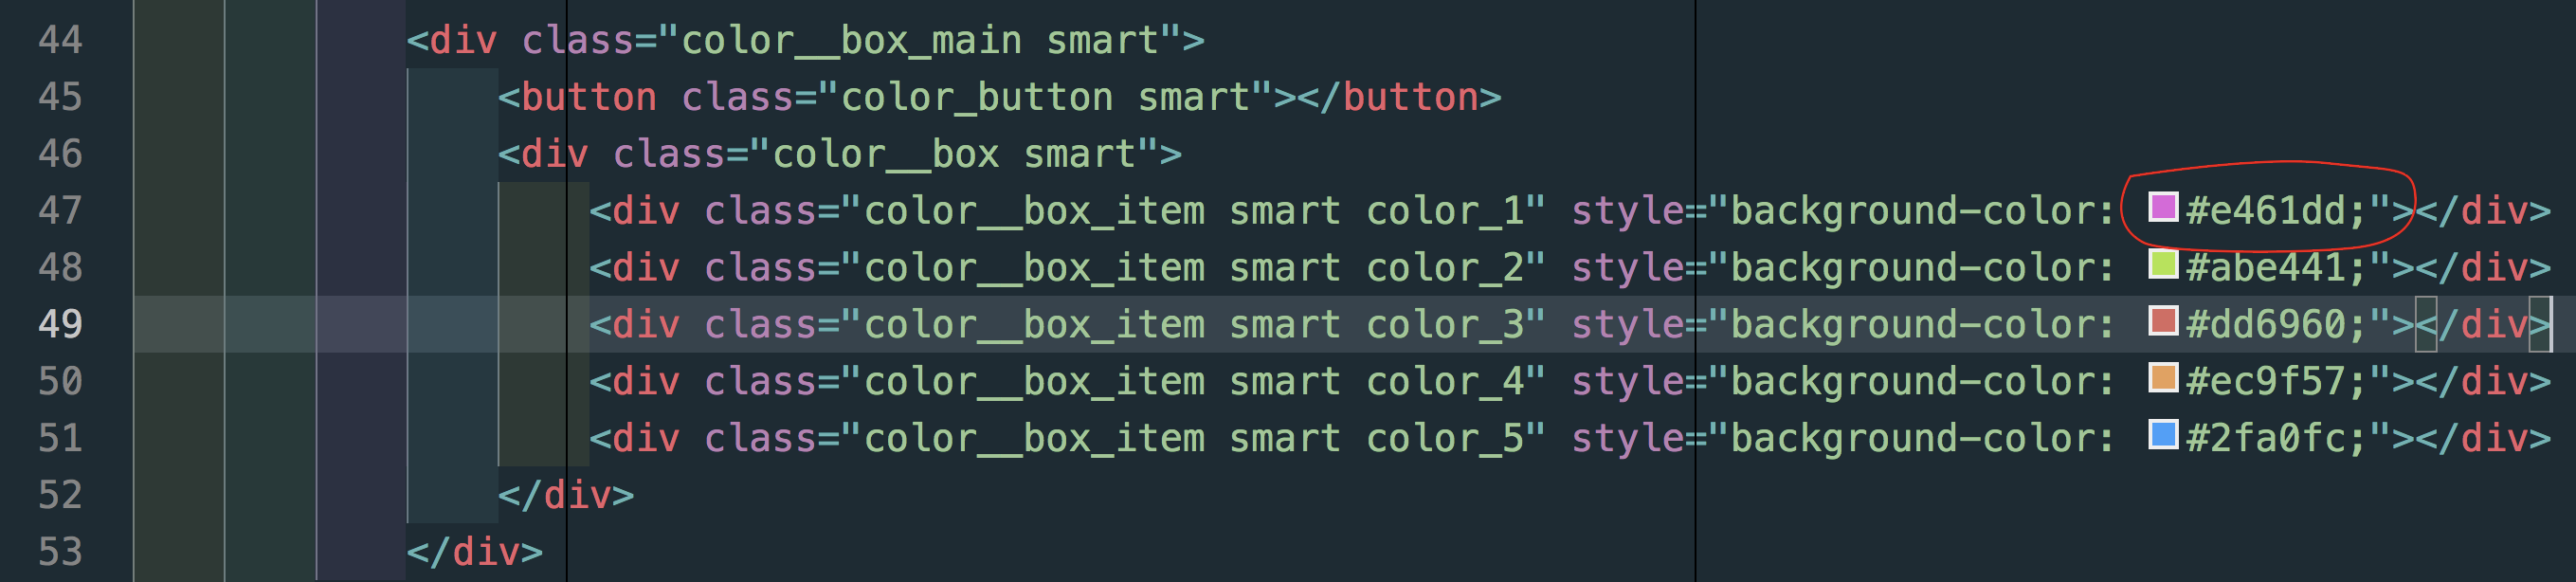 44 <div class="color__box_main smart">
45 <button class="color_button smart"></button>
46 <div class="color__box smart">
47 <div class="color__box_item smart color_1" style="background-color: #e461dd;"></div>
48 <div class="color__box_item smart color_2" style="background-color: #abe441;"></div>
49 <div class="color__box_item smart color_3" style="background-color: #dd6960;"></div>
50 <div class="color__box_item smart color_4" style="background-color: #ec9f57;"></div>
51 <div class="color__box_item smart color_5" style="background-color: #2fa0fc;"></div>
52 </div>
53 </div>